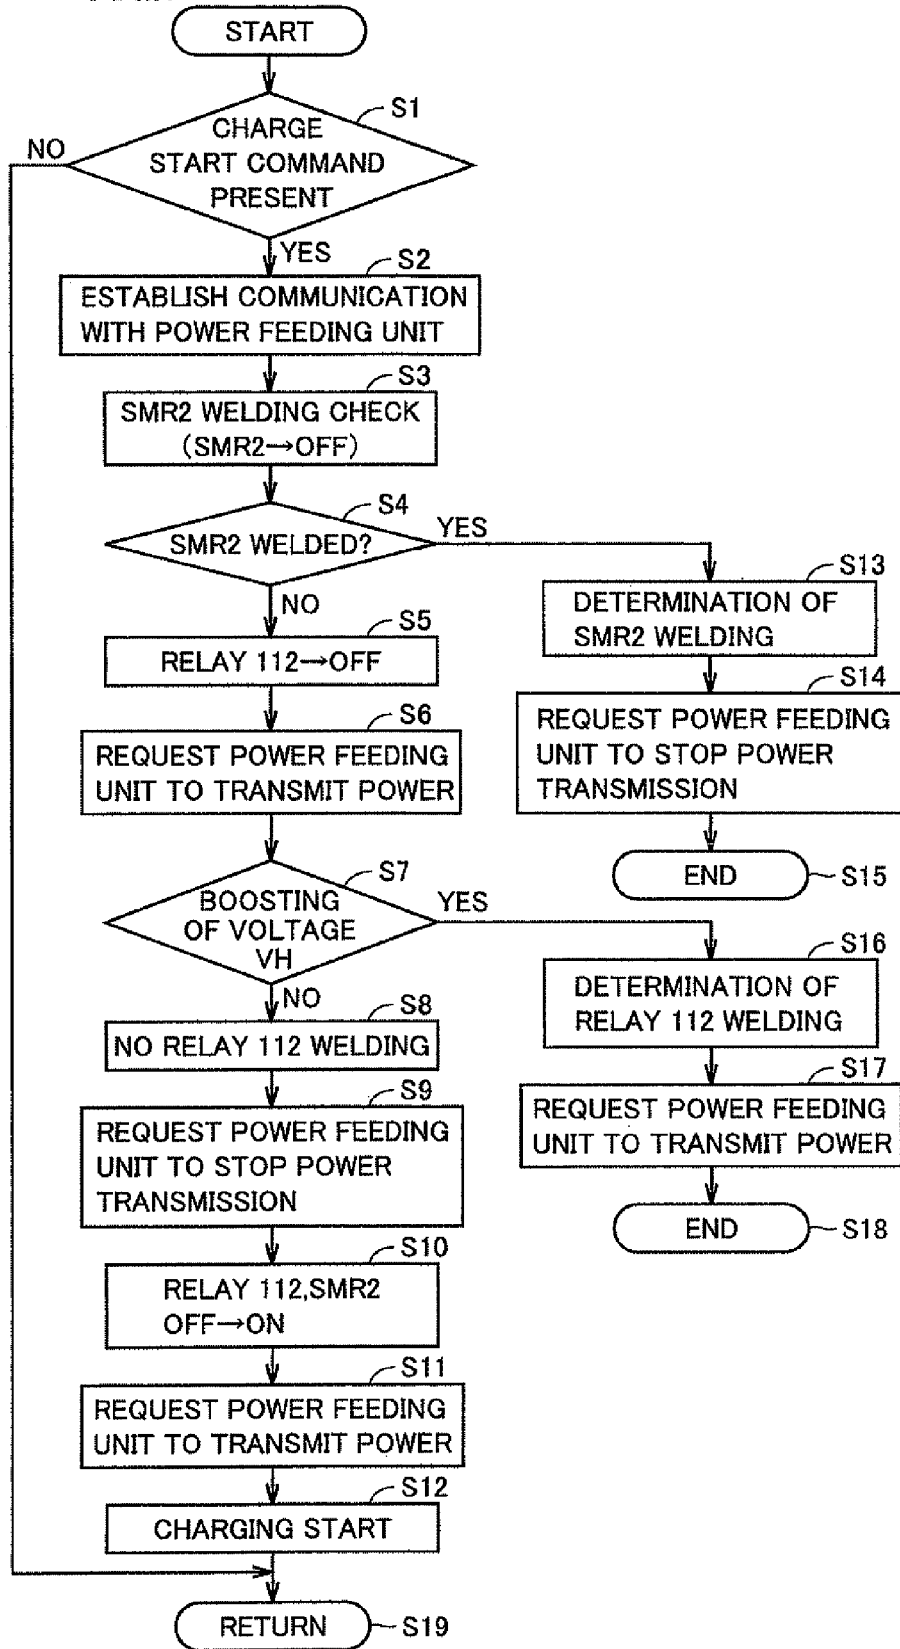 START
S1
CHARGE
START COMMAND
PRESENT
NO
YES
S2
ESTABLISH COMMUNICATION
WITH POWER FEEDING UNIT
S3
SMR2 WELDING CHECK
(SMR2→OFF)
S4
SMR2 WELDED?
YES
NO
S13
DETERMINATION OF
SMR2 WELDING
S5
RELAY 112→OFF
S14
REQUEST POWER FEEDING
UNIT TO STOP POWER
TRANSMISSION
S6
REQUEST POWER FEEDING
UNIT TO TRANSMIT POWER
END
S15
S7
BOOSTING
OF VOLTAGE
VH
YES
NO
S16
DETERMINATION OF
RELAY 112 WELDING
S8
NO RELAY 112 WELDING
S17
REQUEST POWER FEEDING
UNIT TO TRANSMIT POWER
S9
REQUEST POWER FEEDING
UNIT TO STOP POWER
TRANSMISSION
END
S18
S10
RELAY 112,SMR2
OFF→ON
S11
REQUEST POWER FEEDING
UNIT TO TRANSMIT POWER
S12
CHARGING START
RETURN
S19